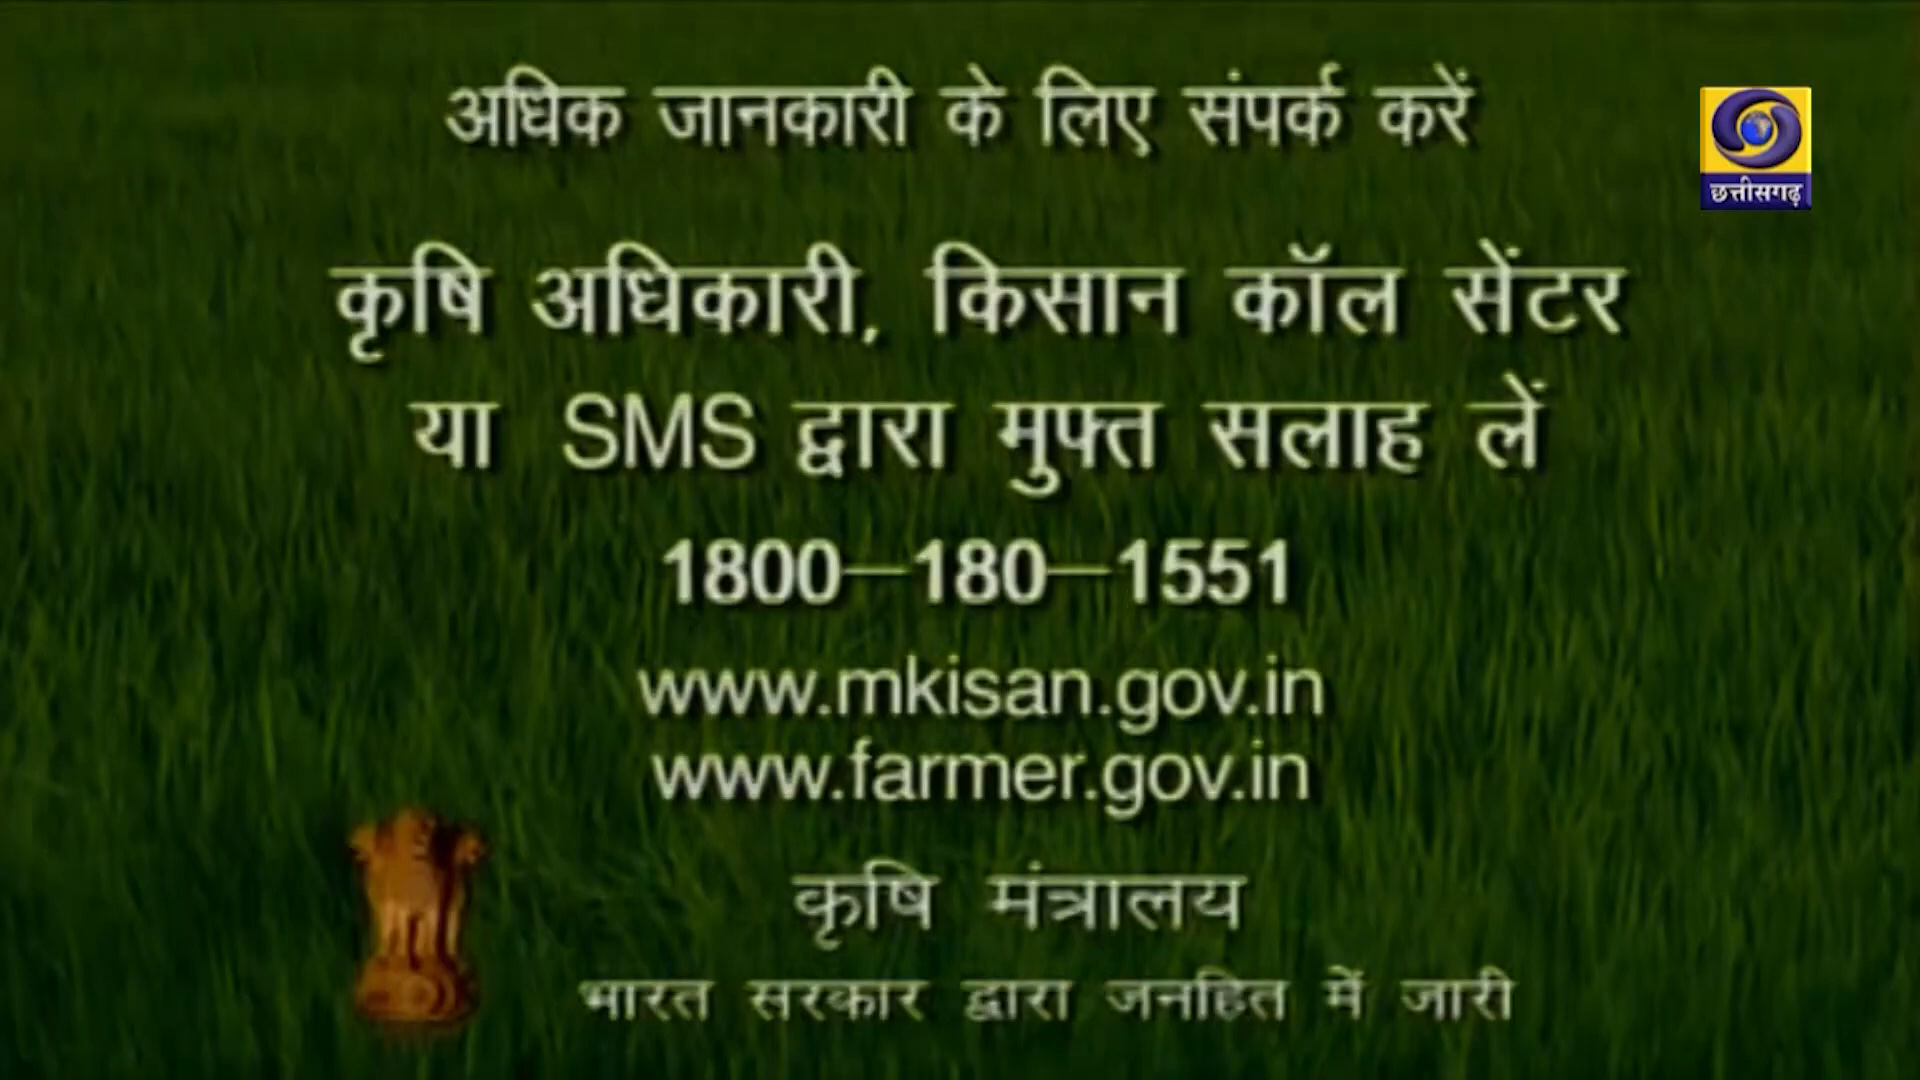 अधिक जानकारी के लिए संपर्क करें
छत्तीसगढ़
कृषि अधिकारी, किसान कॉल सेंटर
या SMS द्वारा मुफ्त सलाह लें
1800–180–1551
www.mkisan.gov.in
www.farmer.gov.in
कृषि मंत्रालय
भारत सरकार द्वारा जनहित में जारी